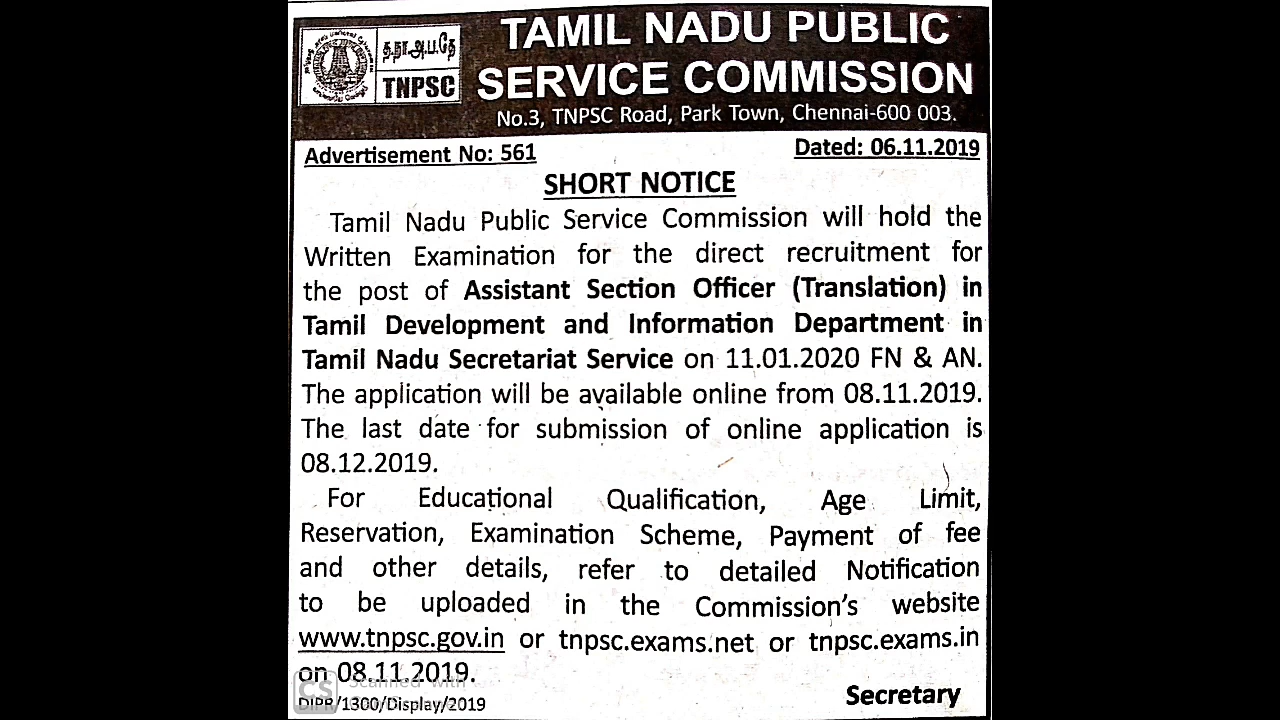 த.நா.அ.ப.தே
TNPSC
TAMIL NADU PUBLIC
SERVICE COMMISSION
No.3, TNPSC Road, Park Town, Chennai-600 003.
Advertisement No: 561
Dated: 06.11.2019
SHORT NOTICE
Tamil Nadu Public Service Commission will hold the
Written Examination for the direct recruitment for
the post of Assistant Section Officer (Translation) in
Tamil Development and Information Department in
Tamil Nadu Secretariat Service on 11.01.2020 FN & AN.
The application will be available online from 08.11.2019.
The last date for submission of online application is
08.12.2019.
For Educational Qualification, Age Limit,
Reservation, Examination Scheme, Payment of fee
and other details, refer to detailed Notification
to be uploaded in the Commission's website
www.tnpsc.gov.in or tnpsc.exams.net or tnpsc.exams.in
on 08.11.2019.
CS Scanned with
DIPR/1300/Display/2019
Secretary